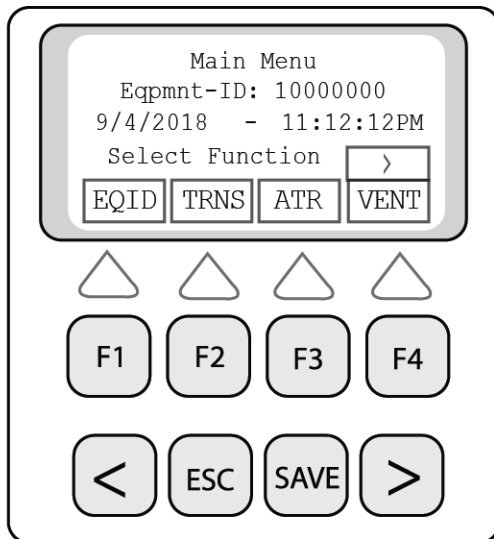 Main Menu
Eqpmnt-ID: 10000000
9/4/2018 - 11:12:12PM
Select Function >
EQID TRNS ATR VENT
F1 F2 F3 F4
< ESC SAVE >